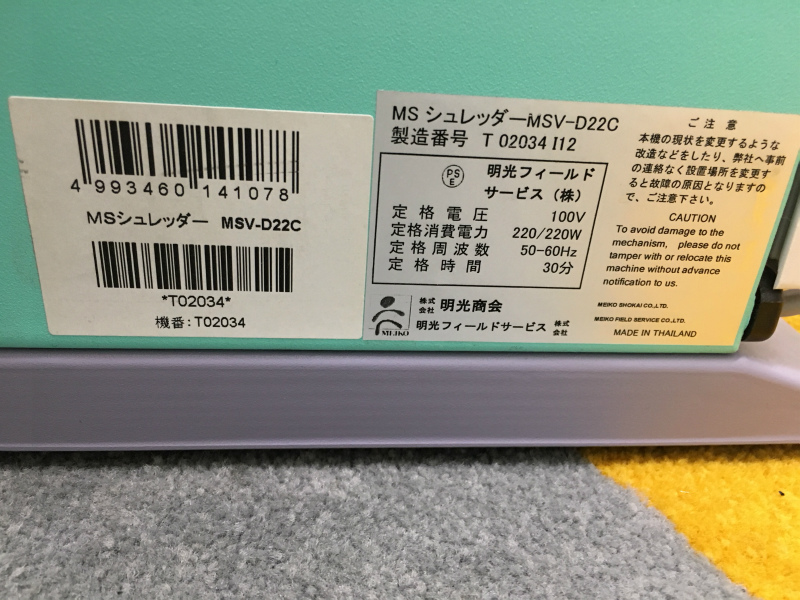 4 993460 141078
MSシュレッダー MSV-D22C
*T02034*
機番:T02034
MS シュレッダーMSV-D22C
製造番号 T 02034 I12
PS
E
明光フィールド
サービス(株)
定格電圧 100V
定格消費電力 220/220W
定格周波数 50-60Hz
定格時間 30分
MEIKO
株式会社 明光商会
明光フィールドサービス 株式会社
ご注意
本機の現状を変更するような
改造などをしたり、弊社へ事前
の連絡なく設置場所を変更す
ると故障の原因となりますの
で、ご注意下さい。
CAUTION
To avoid damage to the
mechanism, please do not
tamper with or relocate this
machine without advance
notification to us.
MEIKO SHOKAI CO.,LTD.
MEIKO FIELD SERVICE CO.,LTD.
MADE IN THAILAND